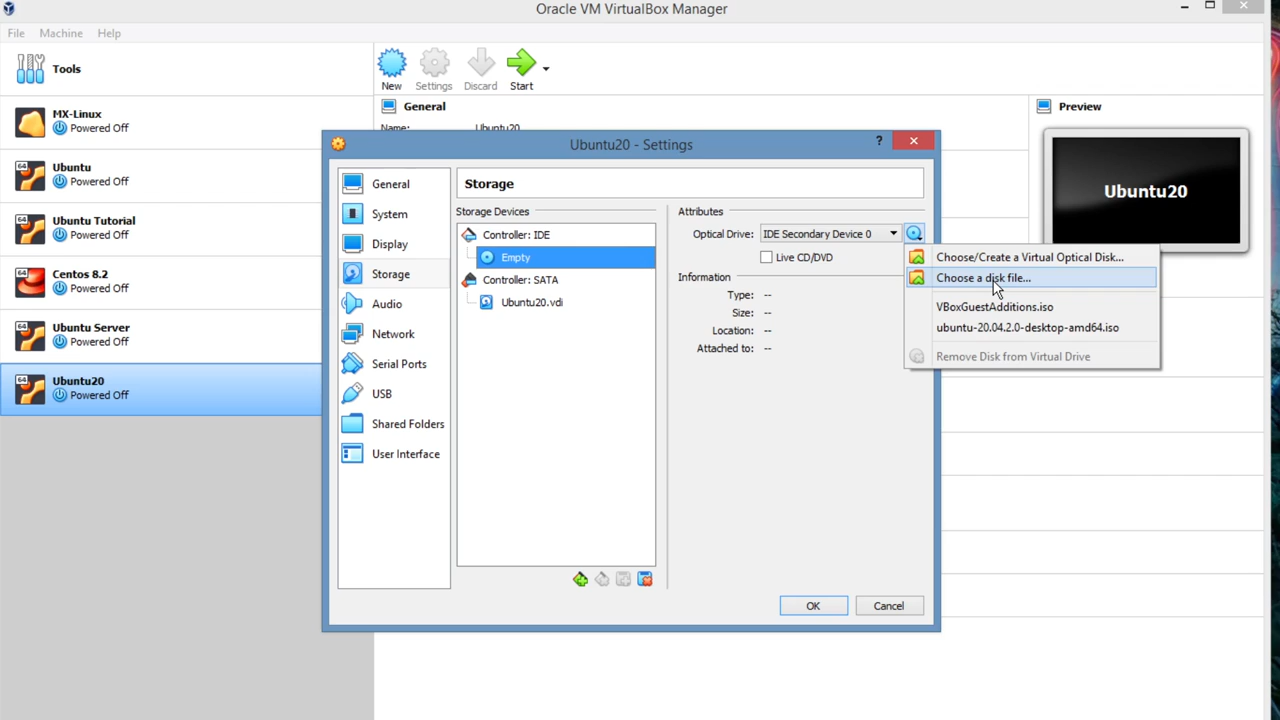 Oracle VM VirtualBox Manager
File Machine Help
Tools
New Settings Discard Start
MX-Linux
Powered Off
64
Ubuntu
Powered Off
64
Ubuntu Tutorial
Powered Off
64
Centos 8.2
Powered Off
64
Ubuntu Server
Powered Off
64
Ubuntu20
Powered Off
General
Name: Ubuntu20
Preview
Ubuntu20
Ubuntu20 - Settings
?
General
System
Display
Storage
Audio
Network
Serial Ports
USB
Shared Folders
User Interface
Storage
Storage Devices
Controller: IDE
Empty
Controller: SATA
Ubuntu20.vdi
Attributes
Optical Drive: IDE Secondary Device 0
Live CD/DVD
Information
Type: --
Size: --
Location: --
Attached to: --
Choose/Create a Virtual Optical Disk...
Choose a disk file...
VBoxGuestAdditions.iso
ubuntu-20.04.2.0-desktop-amd64.iso
Remove Disk from Virtual Drive
OK Cancel